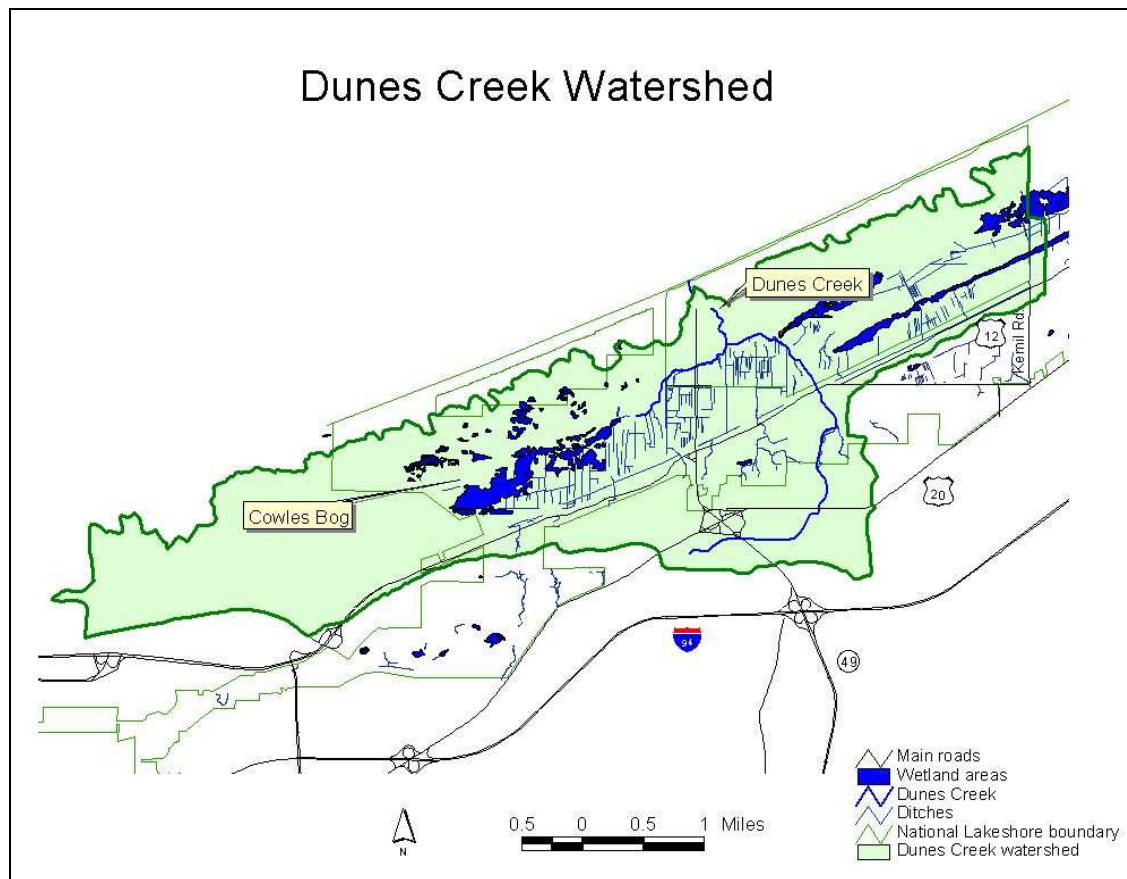 Dunes Creek Watershed
Dunes Creek
12
Kemil Rd
20
Cowles Bog
94
49
Main roads
Wetland areas
Dunes Creek
Ditches
National Lakeshore boundary
Dunes Creek watershed
N
0.5 0 0.5 1 Miles